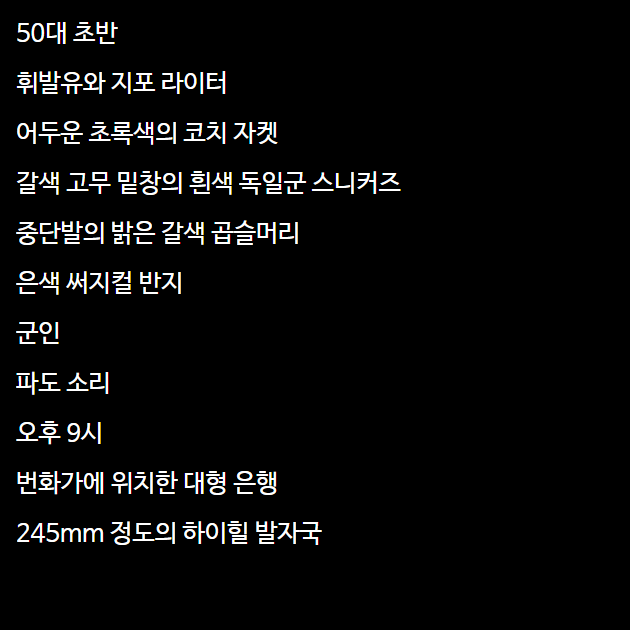 50대 초반
휘발유와 지포 라이터
어두운 초록색의 코치 자켓
갈색 고무 밑창의 흰색 독일군 스니커즈
중단발의 밝은 갈색 곱슬머리
은색 써지컬 반지
군인
파도 소리
오후 9시
번화가에 위치한 대형 은행
245mm 정도의 하이힐 발자국